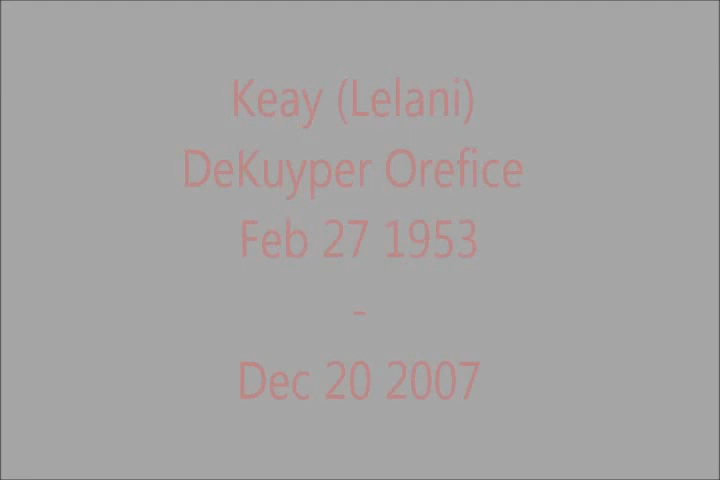 Keay (Lelani)
DeKuyper Orefice
Feb 27 1953
-
Dec 20 2007